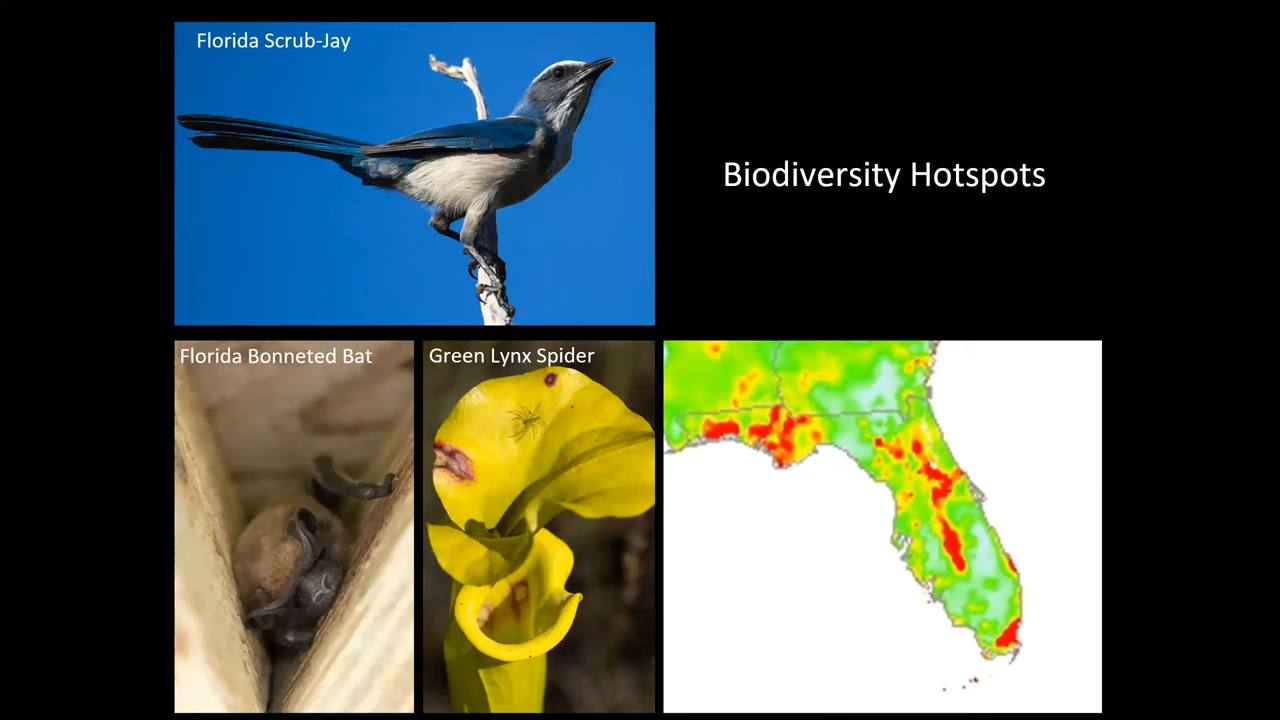 Florida Scrub-Jay
Biodiversity Hotspots
Florida Bonneted Bat
Green Lynx Spider